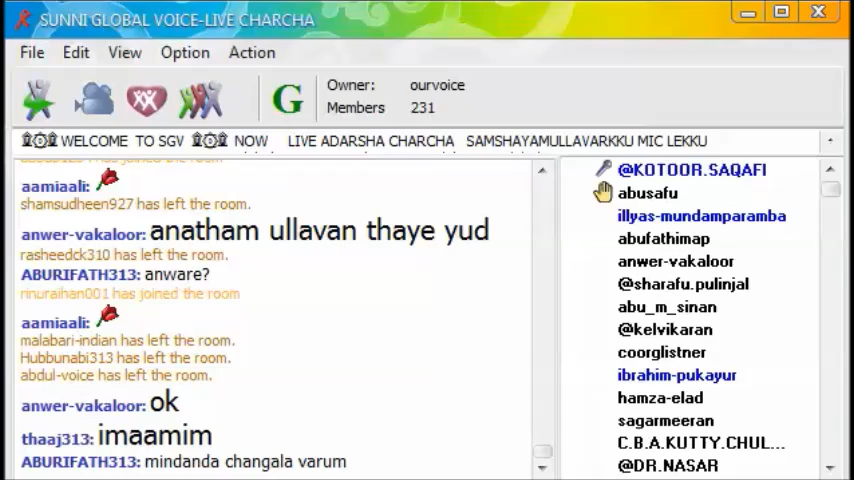 SUNNI GLOBAL VOICE-LIVE CHARCHA
File Edit View Option Action
G
Owner: ourvoice
Members 231
WELCOME TO SGV NOW LIVE ADARSHA CHARCHA SAMSHAYAMULLAVARKKU MIC LEKKU
aamiaali:
shamsudheen927 has left the room.
anwer-vakaloor: anatham ullavan thaye yud
rasheedck310 has left the room.
ABURIFATH313: anware?
rinuraihan001 has joined the room
aamiaali:
malabari-indian has left the room.
Hubbunabi313 has left the room.
abdul-voice has left the room.
anwer-vakaloor: ok
thaaj313: imaamim
ABURIFATH313: mindanda changala varum
@KOTOOR.SAQAFI
abusafu
illyas-mundamparamba
abufathimap
anwer-vakaloor
@sharafu.pulinjal
abu_m_sinan
@kelvikaran
coorglistner
ibrahim-pukayur
hamza-elad
sagarmeeran
C.B.A.KUTTY.CHUL...
@DR.NASAR